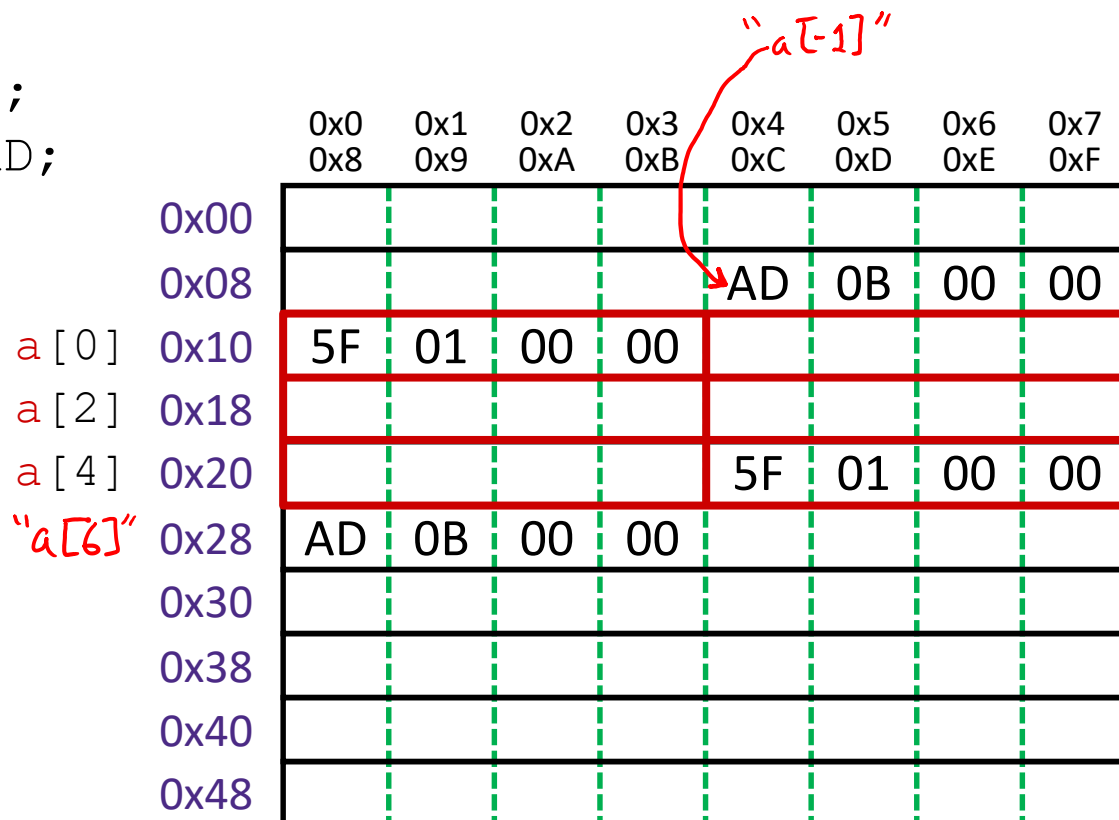 "a[-1]"
;
D;
0x0 0x1 0x2 0x3 0x4 0x5 0x6 0x7
0x8 0x9 0xA 0xB 0xC 0xD 0xE 0xF
0x00
0x08 AD 0B 00 00
a[0] 0x10 5F 01 00 00
a[2] 0x18
a[4] 0x20 5F 01 00 00
"a[6]" 0x28 AD 0B 00 00
0x30
0x38
0x40
0x48